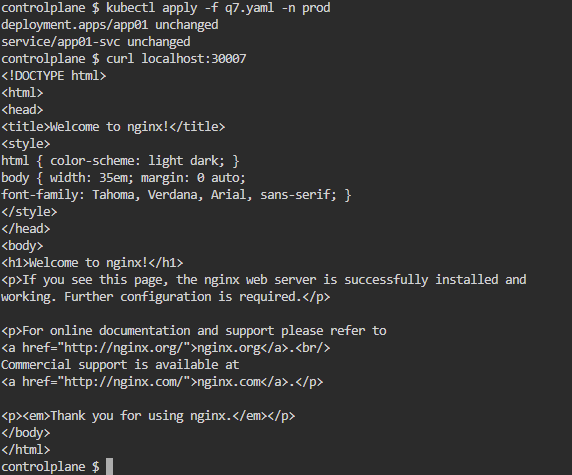 controlplane $ kubectl apply -f q7.yaml -n prod
deployment.apps/app01 unchanged
service/app01-svc unchanged
controlplane $ curl localhost:30007
<!DOCTYPE html>
<html>
<head>
<title>Welcome to nginx!</title>
<style>
html { color-scheme: light dark; }
body { width: 35em; margin: 0 auto;
font-family: Tahoma, Verdana, Arial, sans-serif; }
</style>
</head>
<body>
<h1>Welcome to nginx!</h1>
<p>If you see this page, the nginx web server is successfully installed and
working. Further configuration is required.</p>

<p>For online documentation and support please refer to
<a href="http://nginx.org/">nginx.org</a>.<br/>
Commercial support is available at
<a href="http://nginx.com/">nginx.com</a>.</p>

<p><em>Thank you for using nginx.</em></p>
</body>
</html>
controlplane $